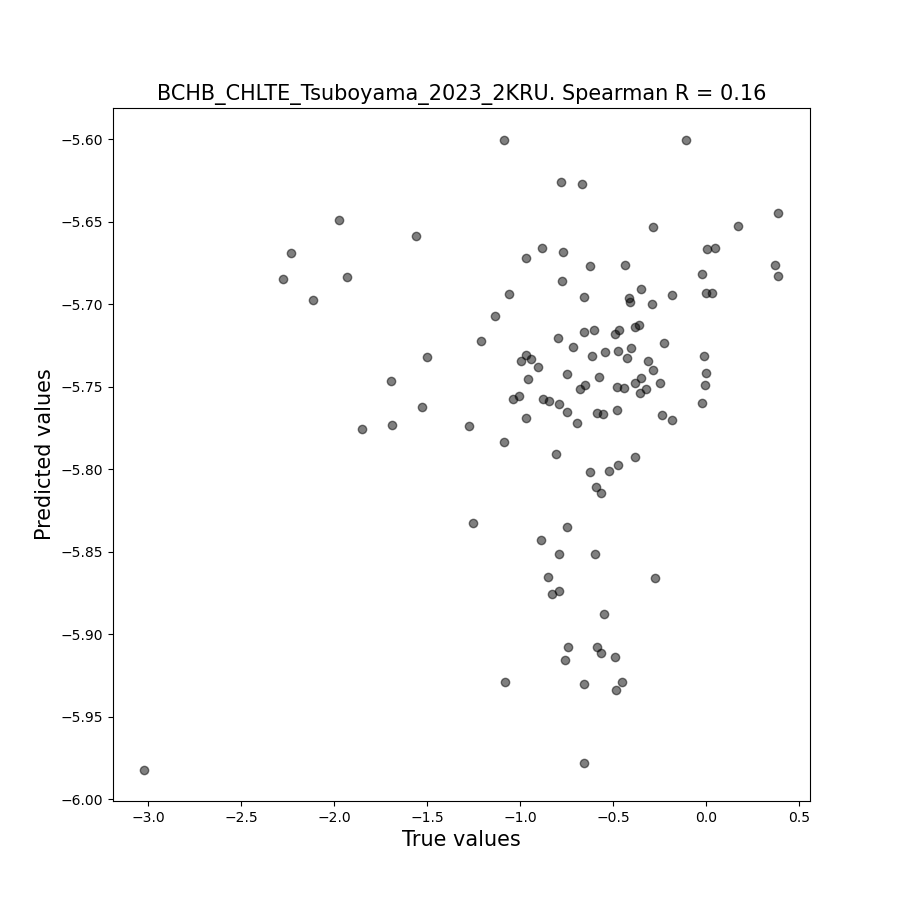 BCHB_CHLTE_Tsuboyama_2023_2KRU. Spearman R = 0.16
−5.60
−5.65
−5.70
−5.75
−5.80
−5.85
−5.90
−5.95
−6.00
Predicted values
−3.0 −2.5 −2.0 −1.5 −1.0 −0.5 0.0 0.5
True values